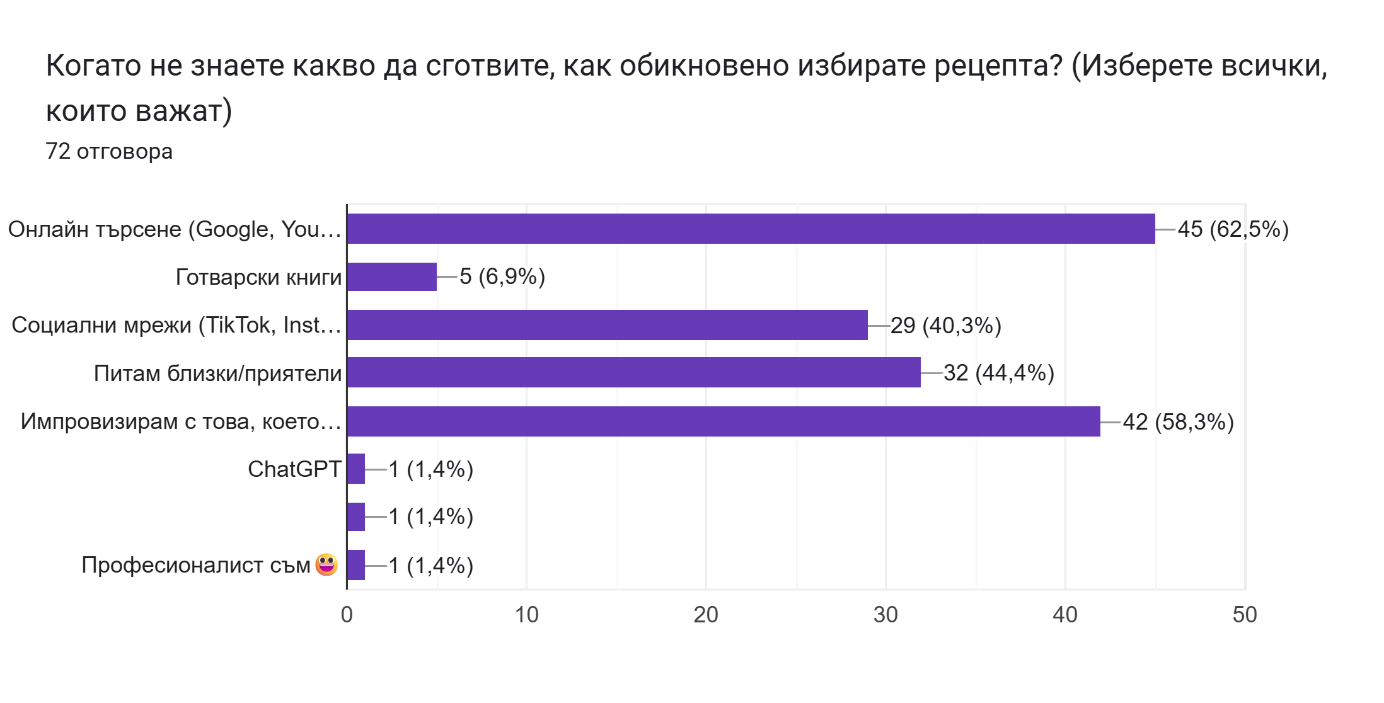 Когато не знаете какво да сготвите, как обикновено избирате рецепта? (Изберете всички,
които важат)
72 отговора
Онлайн търсене (Google, You… 45 (62,5%)
Готварски книги 5 (6,9%)
Социални мрежи (TikTok, Inst… 29 (40,3%)
Питам близки/приятели 32 (44,4%)
Импровизирам с това, което… 42 (58,3%)
ChatGPT 1 (1,4%)
1 (1,4%)
Професионалист съм😀 1 (1,4%)
0 10 20 30 40 50